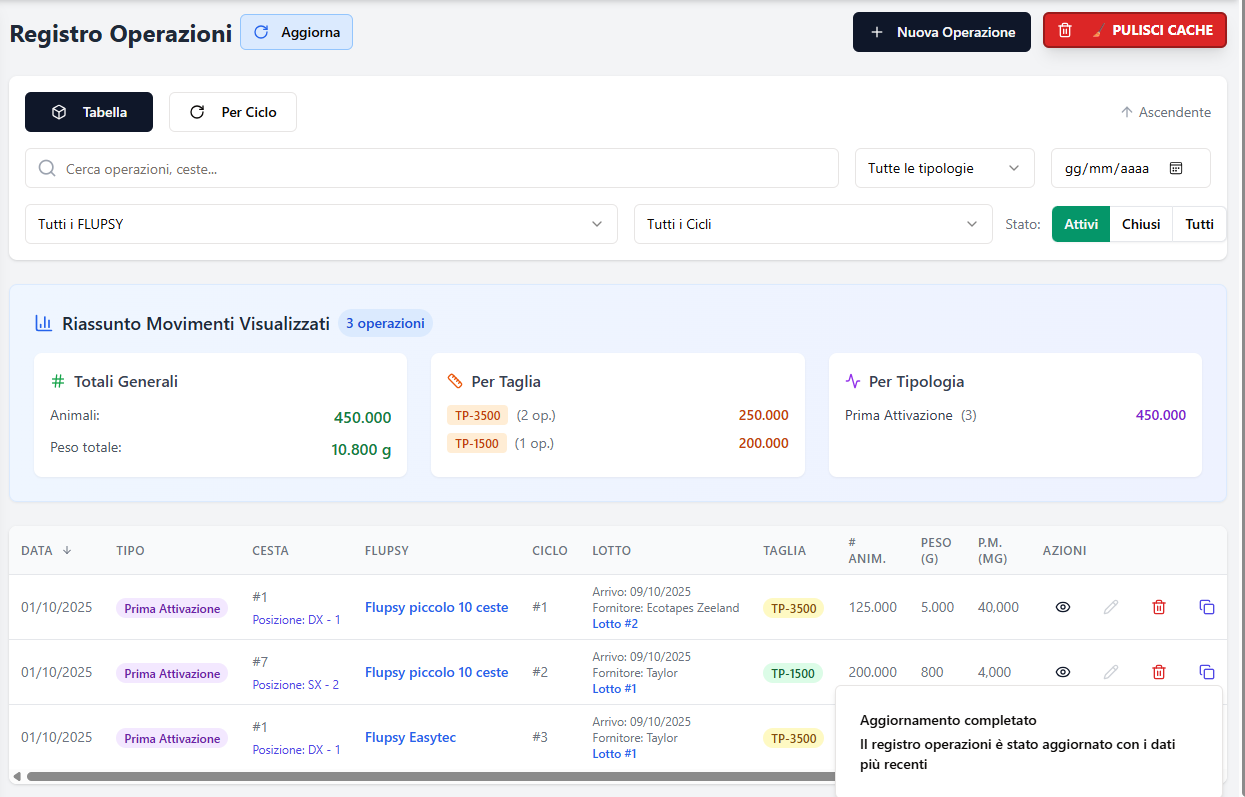 Registro Operazioni
Aggiorna
Nuova Operazione
PULISCI CACHE
Tabella
Per Ciclo
Ascendente
Cerca operazioni, ceste...
Tutte le tipologie
gg/mm/aaaa
Tutti i FLUPSY
Tutti i Cicli
Stato:
Attivi
Chiusi
Tutti
Riassunto Movimenti Visualizzati
3 operazioni
Totali Generali
Animali: 450.000
Peso totale: 10.800 g
Per Taglia
TP-3500 (2 op.) 250.000
TP-1500 (1 op.) 200.000
Per Tipologia
Prima Attivazione (3) 450.000
DATA TIPO CESTA FLUPSY CICLO LOTTO TAGLIA # ANIM. PESO (G) P.M. (MG) AZIONI
01/10/2025
Prima Attivazione
#1
Posizione: DX - 1
Flupsy piccolo 10 ceste
#1
Arrivo: 09/10/2025
Fornitore: Ecotapes Zeeland
Lotto #2
TP-3500
125.000
5.000
40,000
01/10/2025
Prima Attivazione
#7
Posizione: SX - 2
Flupsy piccolo 10 ceste
#2
Arrivo: 09/10/2025
Fornitore: Taylor
Lotto #1
TP-1500
200.000
800
4,000
01/10/2025
Prima Attivazione
#1
Posizione: DX - 1
Flupsy Easytec
#3
Arrivo: 09/10/2025
Fornitore: Taylor
Lotto #1
TP-3500
Aggiornamento completato
Il registro operazioni è stato aggiornato con i dati
più recenti